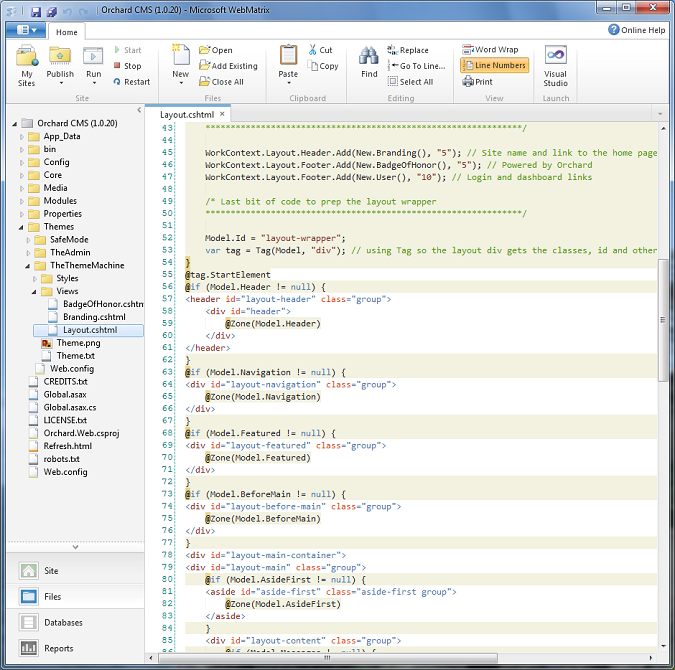 Orchard CMS (1.0.20) - Microsoft WebMatrix
Home
Online Help
My Sites
Publish
Run
Start
Stop
Restart
Site
New
Open
Add Existing
Close All
Files
Paste
Cut
Copy
Clipboard
Find
Replace
Go To Line...
Select All
Editing
Word Wrap
Line Numbers
Print
View
Visual Studio
Launch
Orchard CMS (1.0.20)
App_Data
bin
Config
Core
Media
Modules
Properties
Themes
SafeMode
TheAdmin
TheThemeMachine
Styles
Views
BadgeOfHonor.cshtm
Branding.cshtml
Layout.cshtml
Theme.png
Theme.txt
Web.config
CREDITS.txt
Global.asax
Global.asax.cs
LICENSE.txt
Orchard.Web.csproj
Refresh.html
robots.txt
Web.config
Site
Files
Databases
Reports
Layout.cshtml
43 ***************************************************************/
44
45 WorkContext.Layout.Header.Add(New.Branding(), "5"); // Site name and link to the home page
46 WorkContext.Layout.Footer.Add(New.BadgeOfHonor(), "5"); // Powered by Orchard
47 WorkContext.Layout.Footer.Add(New.User(), "10"); // Login and dashboard links
48
49 /* Last bit of code to prep the layout wrapper
50 ***************************************************************/
51
52 Model.Id = "layout-wrapper";
53 var tag = Tag(Model, "div"); // using Tag so the layout div gets the classes, id and other
54 }
55 @tag.StartElement
56 @if (Model.Header != null) {
57 <header id="layout-header" class="group">
58 <div id="header">
59 @Zone(Model.Header)
60 </div>
61 </header>
62 }
63 @if (Model.Navigation != null) {
64 <div id="layout-navigation" class="group">
65 @Zone(Model.Navigation)
66 </div>
67 }
68 @if (Model.Featured != null) {
69 <div id="layout-featured" class="group">
70 @Zone(Model.Featured)
71 </div>
72 }
73 @if (Model.BeforeMain != null) {
74 <div id="layout-before-main" class="group">
75 @Zone(Model.BeforeMain)
76 </div>
77 }
78 <div id="layout-main-container">
79 <div id="layout-main" class="group">
80 @if (Model.AsideFirst != null) {
81 <aside id="aside-first" class="aside-first group">
82 @Zone(Model.AsideFirst)
83 </aside>
84 }
85 <div id="layout-content" class="group">
86 @if (Model.Messages != null) {